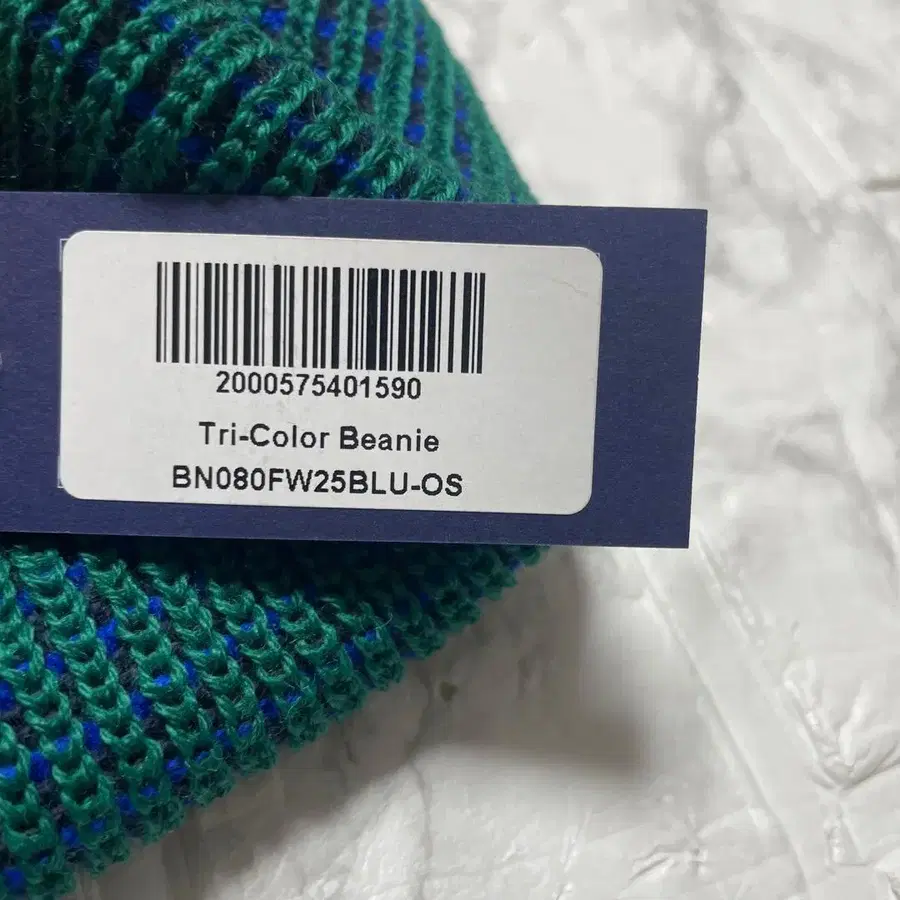 2000575401590
Tri-Color Beanie
BN080FW25BLU-OS